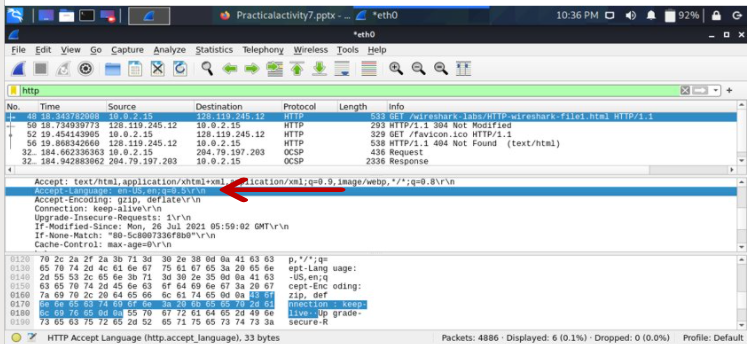 Practicalactivity7.pptx - ... *eth0 10:36 PM 92%
*eth0
File Edit View Go Capture Analyze Statistics Telephony Wireless Tools Help
http
No. Time Source Destination Protocol Length Info
48 18.343782008 10.0.2.15 128.119.245.12 HTTP 533 GET /wireshark-labs/HTTP-wireshark-file1.html HTTP/1.1
50 18.734939773 128.119.245.12 10.0.2.15 HTTP 293 HTTP/1.1 304 Not Modified
52 19.454143905 10.0.2.15 128.119.245.12 HTTP 329 GET /favicon.ico HTTP/1.1
56 19.868342660 128.119.245.12 10.0.2.15 HTTP 538 HTTP/1.1 404 Not Found (text/html)
32… 184.662336363 10.0.2.15 204.79.197.203 OCSP 436 Request
32… 184.942883062 204.79.197.203 10.0.2.15 OCSP 2336 Response
Accept: text/html,application/xhtml+xml,application/xml;q=0.9,image/webp,*/*;q=0.8\r\n
Accept-Language: en-US,en;q=0.5\r\n
Accept-Encoding: gzip, deflate\r\n
Connection: keep-alive\r\n
Upgrade-Insecure-Requests: 1\r\n
If-Modified-Since: Mon, 26 Jul 2021 05:59:02 GMT\r\n
If-None-Match: "80-5c8007336f8b0"\r\n
Cache-Control: max-age=0\r\n
0120 70 2c 2a 2f 2a 3b 71 3d 30 2e 38 0d 0a 41 63 63 p,*/*;q=
0130 65 70 74 2d 4c 61 6e 67 75 61 67 65 3a 20 65 6e ept-Lang uage:
0140 2d 55 53 2c 65 6e 3b 71 3d 30 2e 35 0d 0a 41 63 -US,en;q
0150 63 65 70 74 2d 45 6e 63 6f 64 69 6e 67 3a 20 67 cept-Enc oding:
0160 7a 69 70 2c 20 64 65 66 6c 61 74 65 0d 0a 43 6f zip, def
0170 6e 6e 65 63 74 69 6f 6e 3a 20 6b 65 65 70 2d 61 nnection : keep-
0180 6c 69 76 65 0d 0a 55 70 67 72 61 64 65 2d 49 6e live··Up grade-
0190 73 65 63 75 72 65 2d 52 65 71 75 65 73 74 73 3a secure-R
HTTP Accept Language (http.accept_language), 33 bytes Packets: 4886 · Displayed: 6 (0.1%) · Dropped: 0 (0.0%) Profile: Default